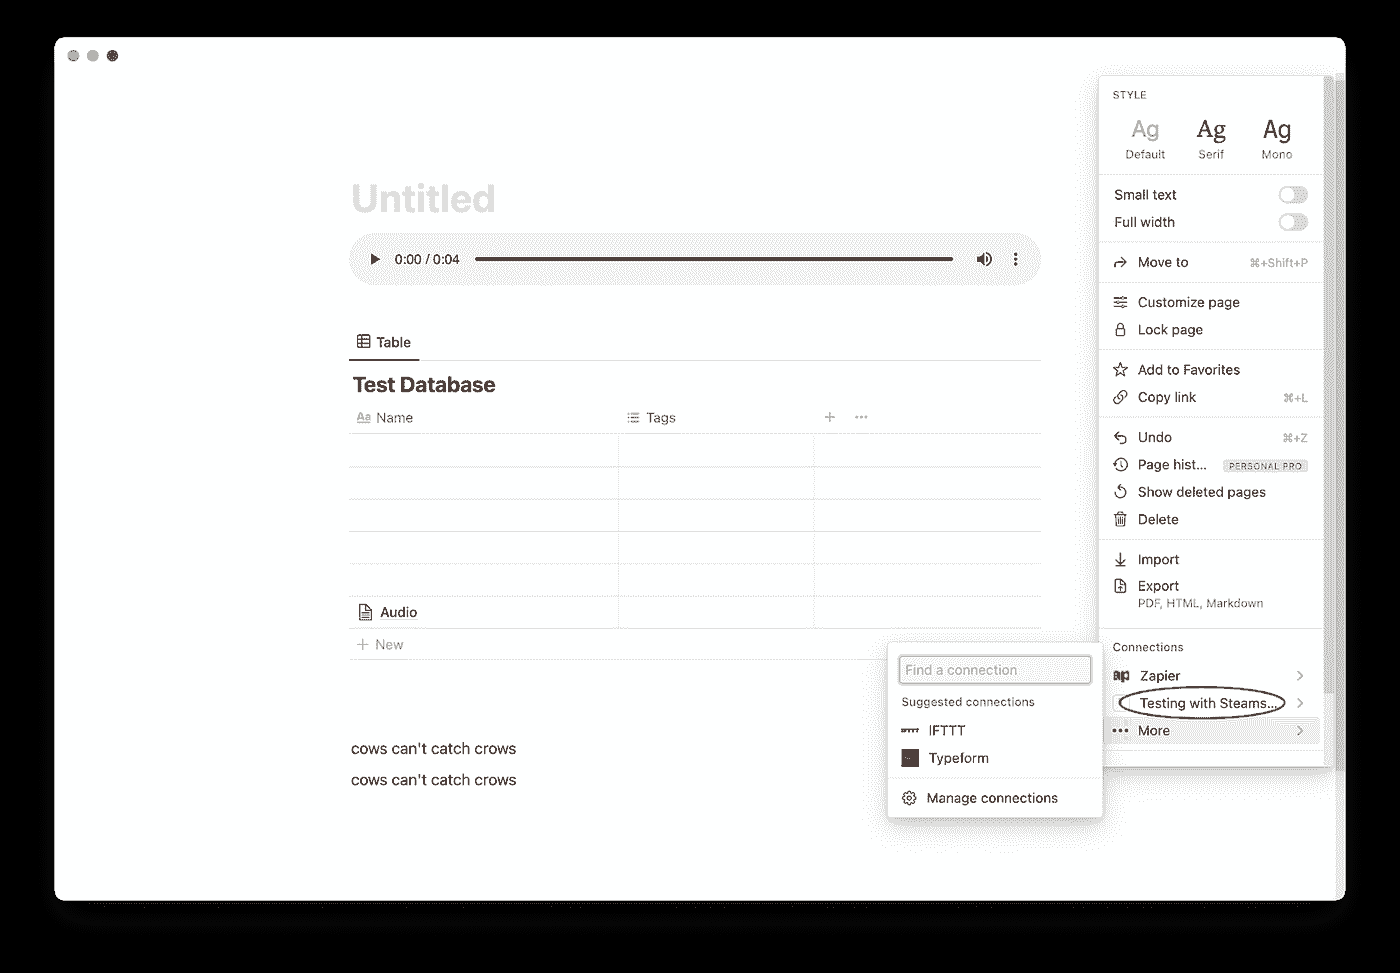 Untitled
0:00 / 0:04
Table
Test Database
Aa Name Tags
Audio
New
cows can't catch crows
cows can't catch crows
STYLE
Ag Ag Ag
Default Serif Mono
Small text
Full width
Move to ⌘+Shift+P
Customize page
Lock page
Add to Favorites
Copy link ⌘+L
Undo ⌘+Z
Page hist... PERSONAL PRO
Show deleted pages
Delete
Import
Export
PDF, HTML, Markdown
Connections
Zapier
Testing with Steams...
More
Find a connection
Suggested connections
IFTTT
Typeform
Manage connections